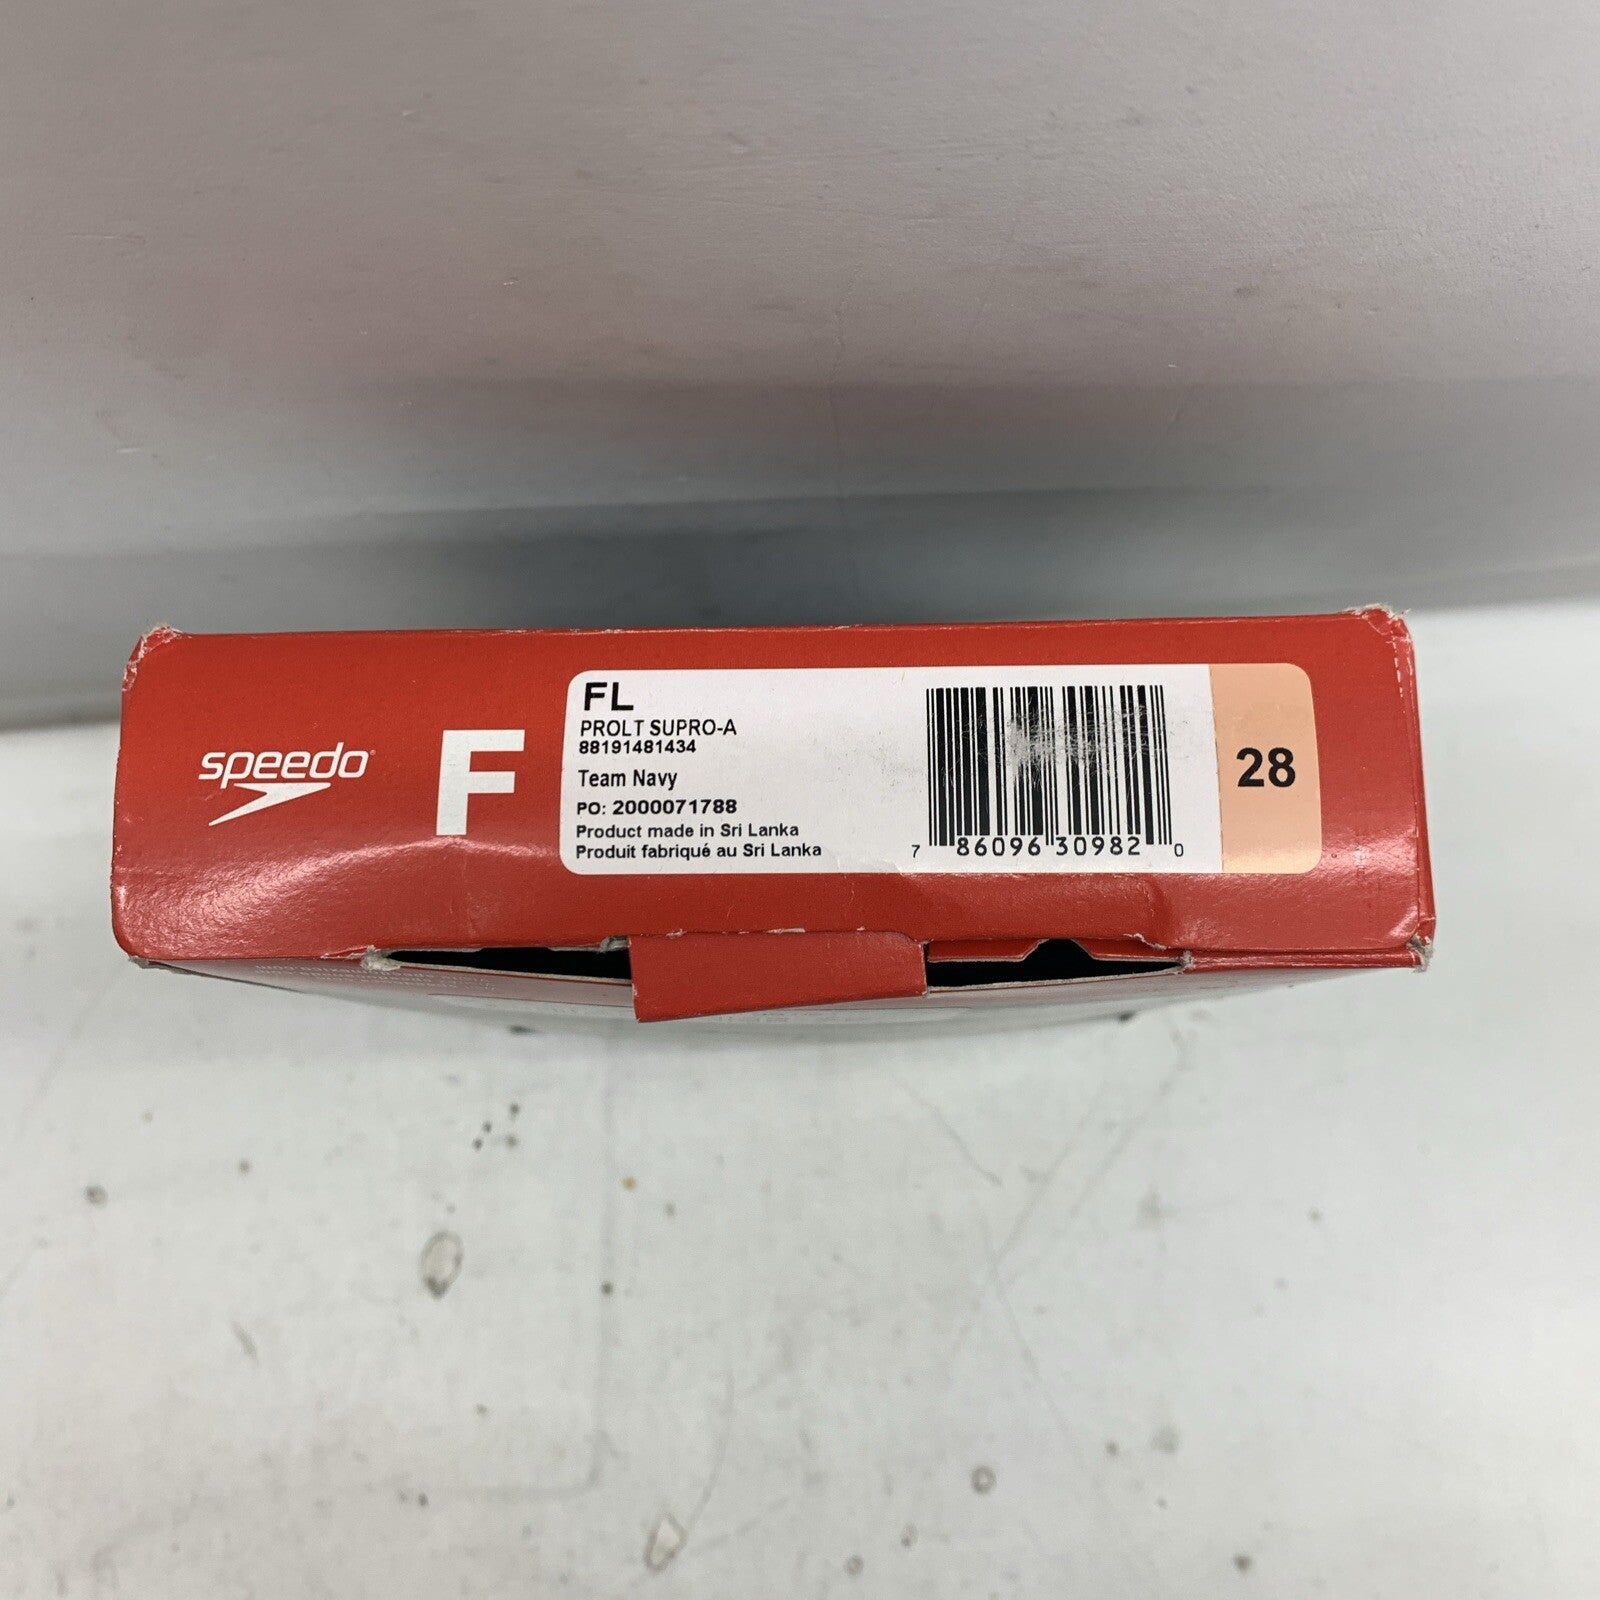 speedo
F
FL
PROLT SUPRO-A
88191481434
Team Navy
PO: 2000071788
Product made in Sri Lanka
Produit fabriqué au Sri Lanka
7 86096 30982 0
28